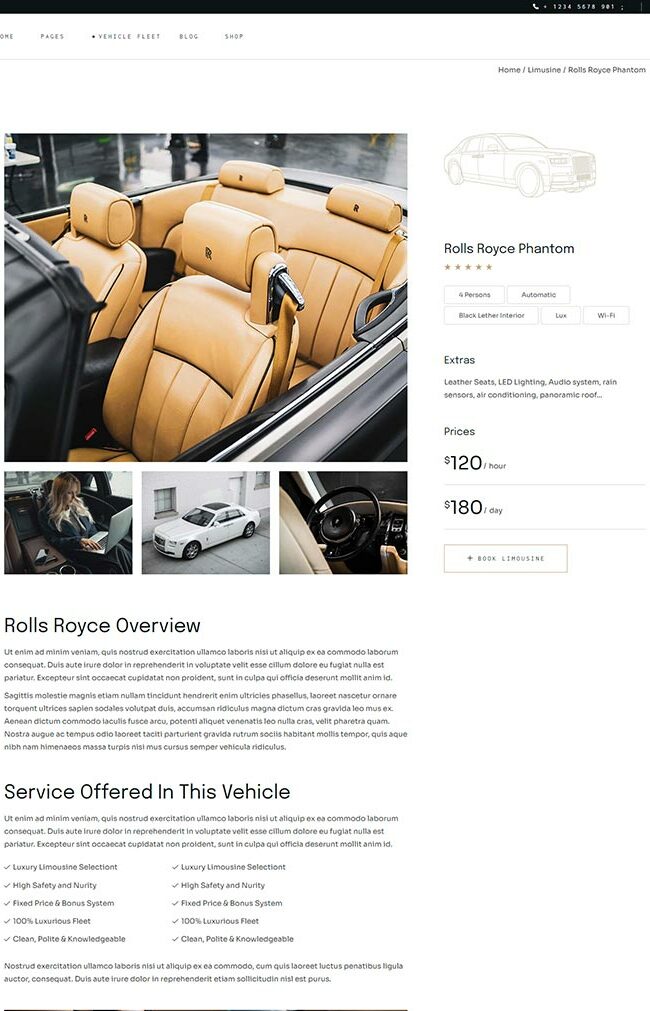 + 1234 5678 901 ;
OME PAGES VEHICLE FLEET BLOG SHOP
Home / Limusine / Rolls Royce Phantom
Rolls Royce Phantom
4 Persons Automatic
Black Lether Interior Lux Wi-Fi
Extras
Leather Seats, LED Lighting, Audio system, rain
sensors, air conditioning, panoramic roof...
Prices
$120 / hour
$180 / day
+ BOOK LIMOUSINE
Rolls Royce Overview
Ut enim ad minim veniam, quis nostrud exercitation ullamco laboris nisi ut aliquip ex ea commodo laborum
consequat. Duis aute irure dolor in reprehenderit in voluptate velit esse cillum dolore eu fugiat nulla est
pariatur. Excepteur sint occaecat cupidatat non proident, sunt in culpa qui officia deserunt mollit anim id.
Sagittis molestie magnis etiam nullam tincidunt hendrerit enim ultricies phasellus, laoreet nascetur ornare
torquent ultrices sapien sodales volutpat duis, accumsan ridiculus magna dictum cras gravida leo mus ex.
Aenean dictum commodo iaculis fusce arcu, potenti aliquet venenatis leo nulla cras, velit pharetra quam.
Nostra augue ac tempus odio laoreet taciti parturient gravida rutrum sociis habitant mollis tempor, quis aque
nibh nam himenaeos massa turpis nisi mus cursus semper vehicula ridiculus.
Service Offered In This Vehicle
Ut enim ad minim veniam, quis nostrud exercitation ullamco laboris nisi ut aliquip ex ea commodo laborum
consequat. Duis aute irure dolor in reprehenderit in voluptate velit esse cillum dolore eu fugiat nulla est
pariatur. Excepteur sint occaecat cupidatat non proident, sunt in culpa qui officia deserunt mollit anim id.
Luxury Limousine Selectiont Luxury Limousine Selectiont
High Safety and Nurity High Safety and Nurity
Fixed Price & Bonus System Fixed Price & Bonus System
100% Luxurious Fleet 100% Luxurious Fleet
Clean, Polite & Knowledgeable Clean, Polite & Knowledgeable
Nostrud exercitation ullamco laboris nisi ut aliquip ex ea commodo, cum quis laoreet luctus penatibus ligula
auctor, consequat. Duis aute irure dolor in reprehenderit etiam sollicitudin nisl est purus.